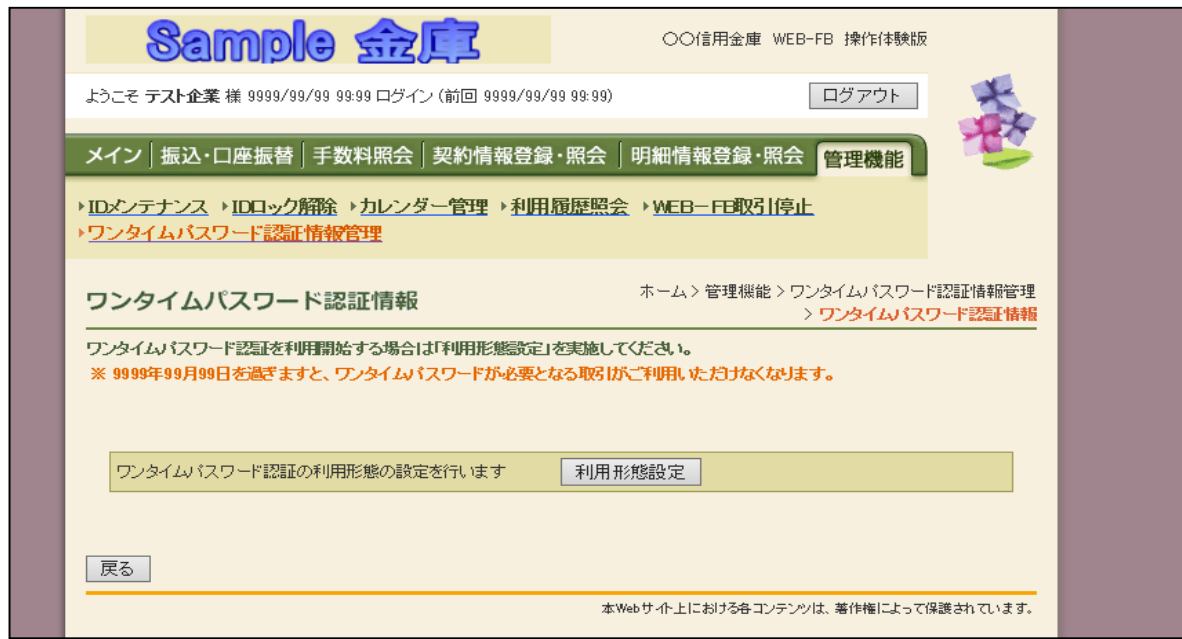 Sample 金庫
〇〇信用金庫 WEB-FB 操作体験版
ようこそ テスト企業 様 9999/99/99 99:99 ログイン (前回 9999/99/99 99:99)
ログアウト
メイン 振込・口座振替 手数料照会 契約情報登録・照会 明細情報登録・照会 管理機能
IDメンテナンス IDロック解除 カレンダー管理 利用履歴照会 WEB－FB取引停止
ワンタイムパスワード認証情報管理
ワンタイムパスワード認証情報
ホーム > 管理機能 > ワンタイムパスワード認証情報管理
> ワンタイムパスワード認証情報
ワンタイムパスワード認証を利用開始する場合は「利用形態設定」を実施してください。
※ 9999年99月99日を過ぎますと、ワンタイムパスワードが必要となる取引がご利用いただけなくなります。
ワンタイムパスワード認証の利用形態の設定を行います
利用形態設定
戻る
本Webサイト上における各コンテンツは、著作権によって保護されています。